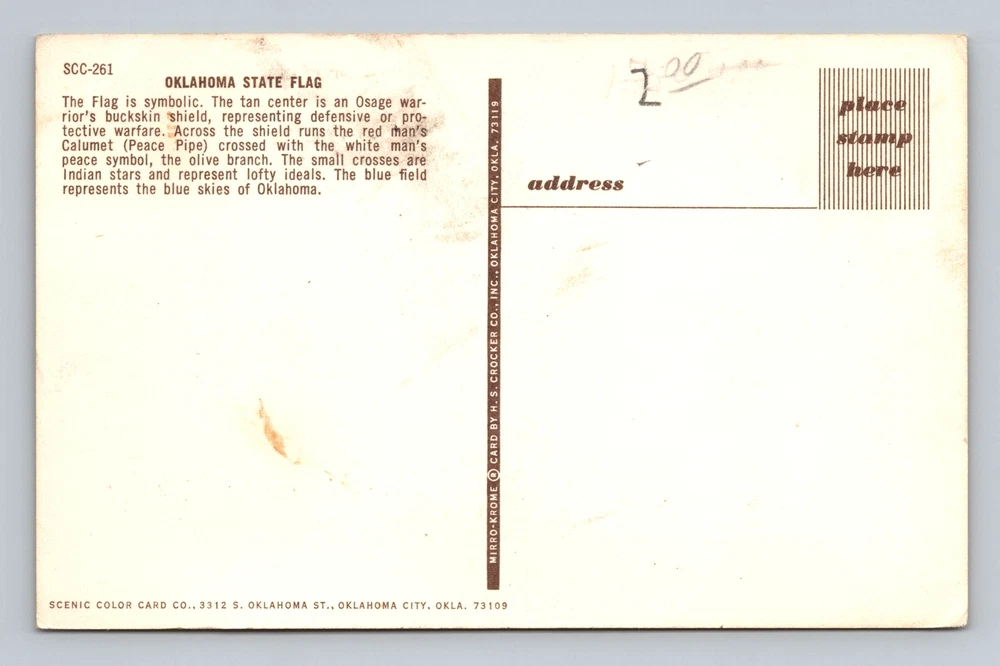 SCC-261
OKLAHOMA STATE FLAG
The Flag is symbolic. The tan center is an Osage war-
rior's buckskin shield, representing defensive or pro-
tective warfare. Across the shield runs the red man's
Calumet (Peace Pipe) crossed with the white man's
peace symbol, the olive branch. The small crosses are
Indian stars and represent lofty ideals. The blue field
represents the blue skies of Oklahoma.
SCENIC COLOR CARD CO., 3312 S. OKLAHOMA ST., OKLAHOMA CITY, OKLA. 73109
MIRRO-KROME ® CARD BY H. S. CROCKER CO., INC., OKLAHOMA CITY, OKLA. 73119
2 00
address
place
stamp
here